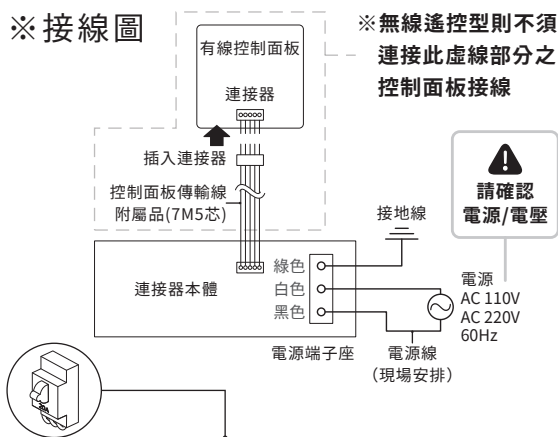 ※接線圖
※無線遙控型則不須
連接此虛線部分之
控制面板接線
有線控制面板
連接器
插入連接器
控制面板傳輸線
附屬品(7M5芯)
請確認
電源/電壓
接地線
連接器本體
綠色
白色
黑色
電源
AC 110V
AC 220V
60Hz
電源端子座
電源線
（現場安排）
20A